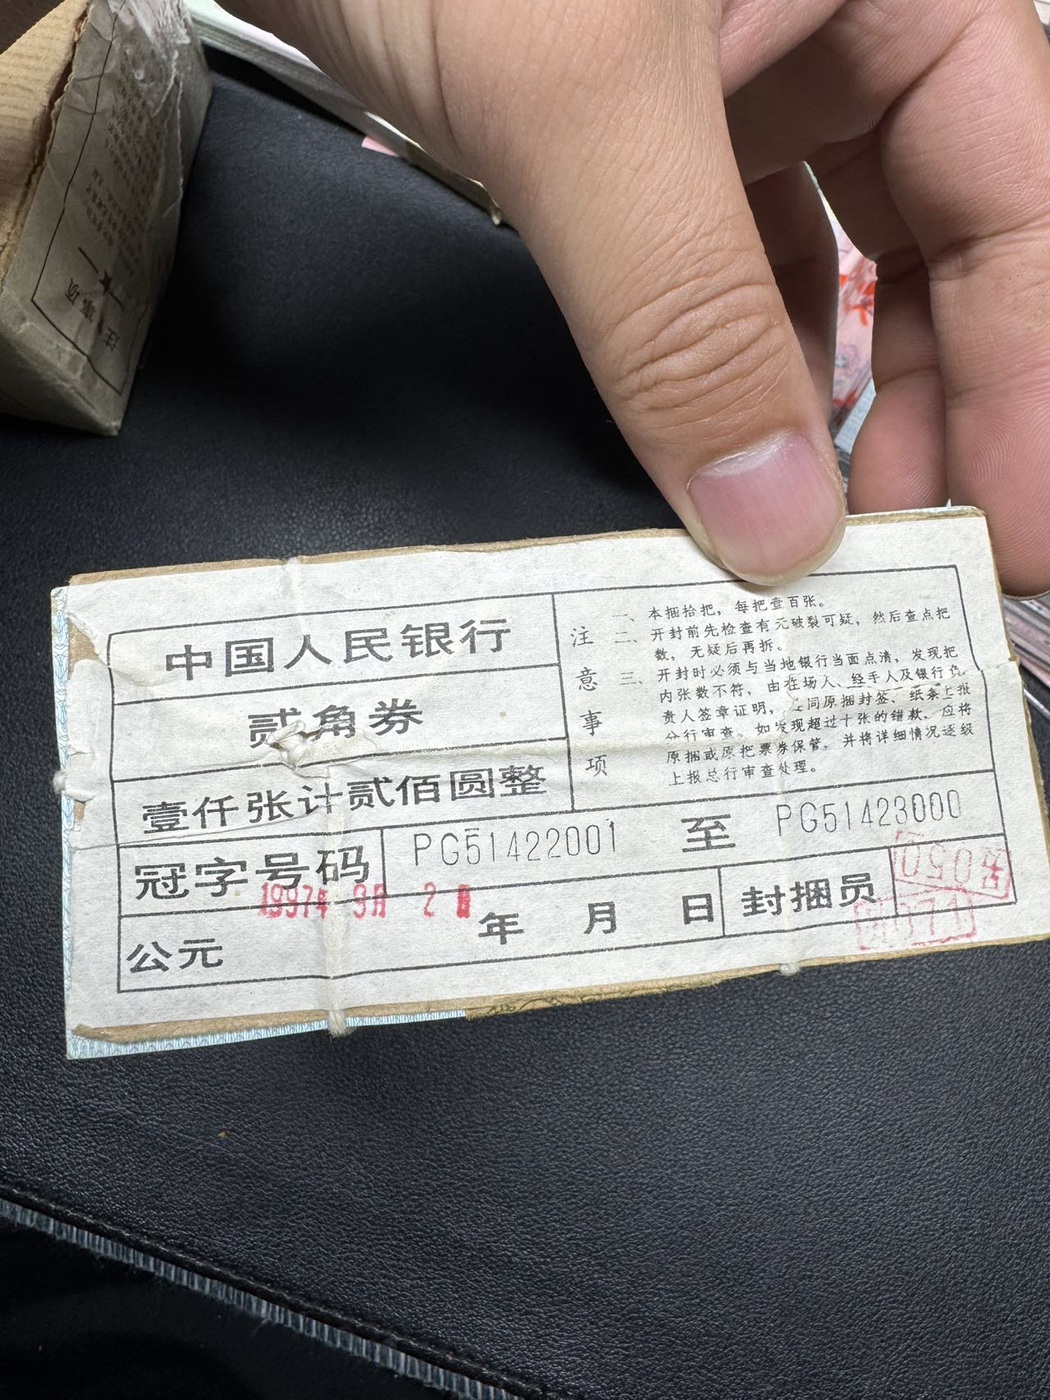 中国人民银行
贰角券
壹仟张计贰佰圆整
注意事项
一、本捆拾把，每把壹百张。
二、开封前先检查有无破裂可疑，然后查点把
数，无疑后再拆。
三、开封时必须与当地银行当面点清，发现把
内张数不符，由在场人、经手人及银行负
责人签章证明，连同原捆封签、纸条上报
分行审查。如发现超过十张的错款，应将
原捆或原把票券保管，并将详细情况逐级
上报总行审查处理。
冠字号码
PG51422001 至 PG51423000
公元 年 月 日
1997年 9月 2日
封捆员
注意事项